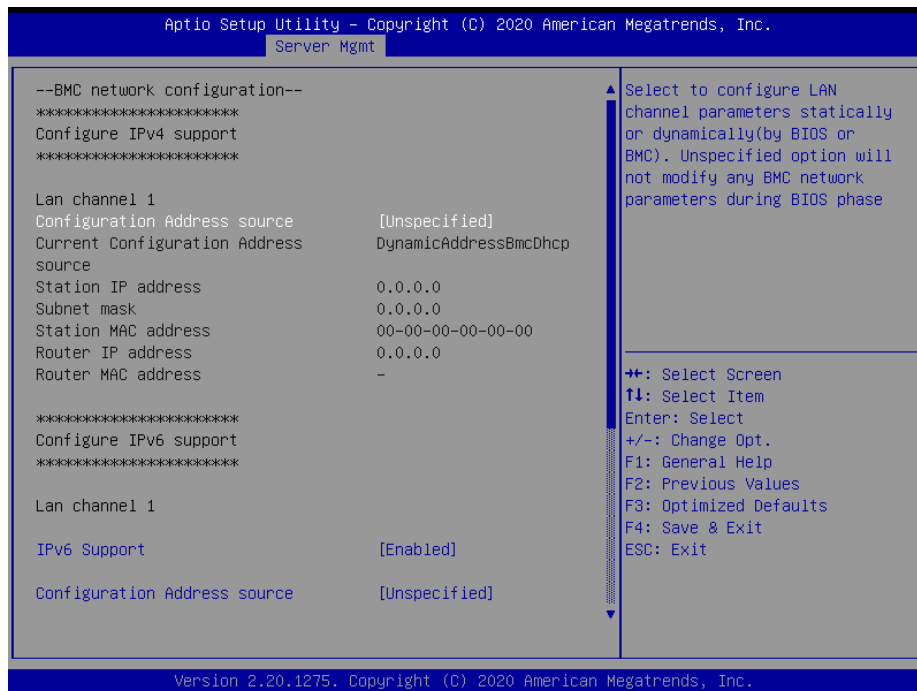 Aptio Setup Utility – Copyright (C) 2020 American Megatrends, Inc.
Server Mgmt
--BMC network configuration--
***********************
Configure IPv4 support
***********************
Lan channel 1
Configuration Address source [Unspecified]
Current Configuration Address DynamicAddressBmcDhcp
source
Station IP address 0.0.0.0
Subnet mask 0.0.0.0
Station MAC address 00-00-00-00-00-00
Router IP address 0.0.0.0
Router MAC address –
***********************
Configure IPv6 support
***********************
Lan channel 1
IPv6 Support [Enabled]
Configuration Address source [Unspecified]
Select to configure LAN
channel parameters statically
or dynamically(by BIOS or
BMC). Unspecified option will
not modify any BMC network
parameters during BIOS phase
→←: Select Screen
↑↓: Select Item
Enter: Select
+/-: Change Opt.
F1: General Help
F2: Previous Values
F3: Optimized Defaults
F4: Save & Exit
ESC: Exit
Version 2.20.1275. Copyright (C) 2020 American Megatrends, Inc.